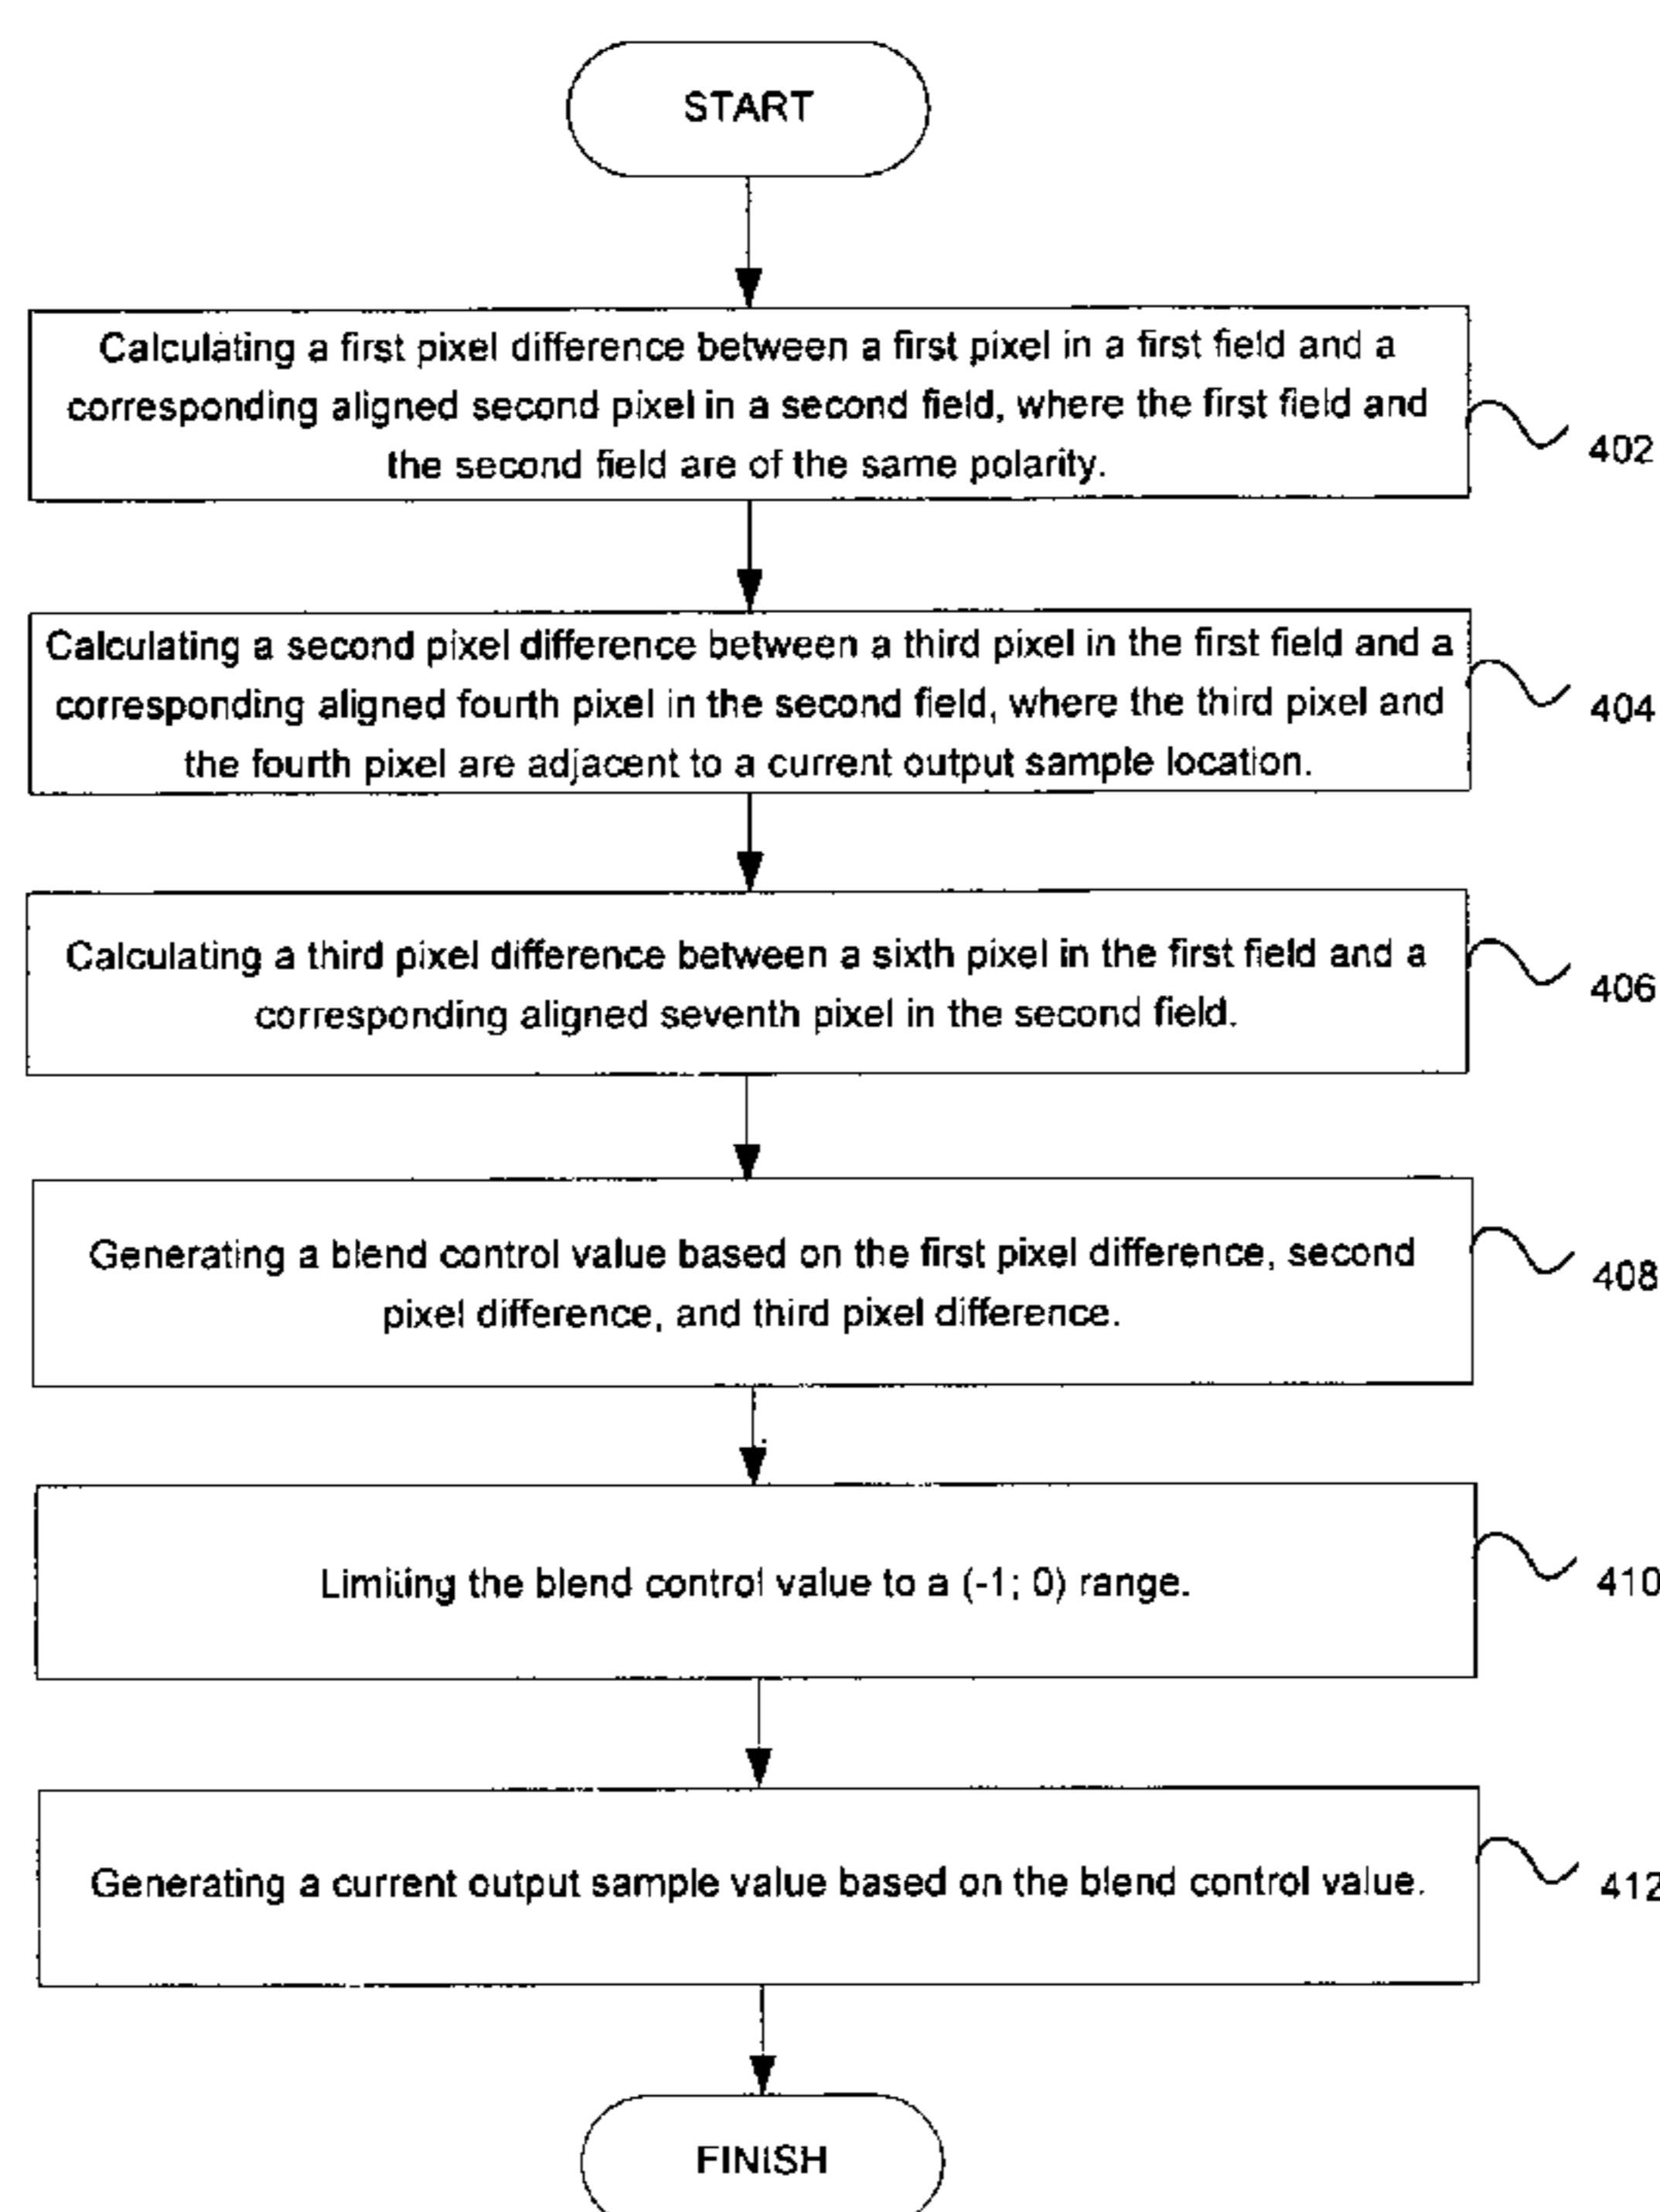 START
Calculating a first pixel difference between a first pixel in a first field and a
corresponding aligned second pixel in a second field, where the first field and
the second field are of the same polarity.
402
Calculating a second pixel difference between a third pixel in the first field and a
corresponding aligned fourth pixel in the second field, where the third pixel and
the fourth pixel are adjacent to a current output sample location.
404
Calculating a third pixel difference between a sixth pixel in the first field and a
corresponding aligned seventh pixel in the second field.
406
Generating a blend control value based on the first pixel difference, second
pixel difference, and third pixel difference.
408
Limiting the blend control value to a (-1; 0) range.
410
Generating a current output sample value based on the blend control value.
412
FINISH